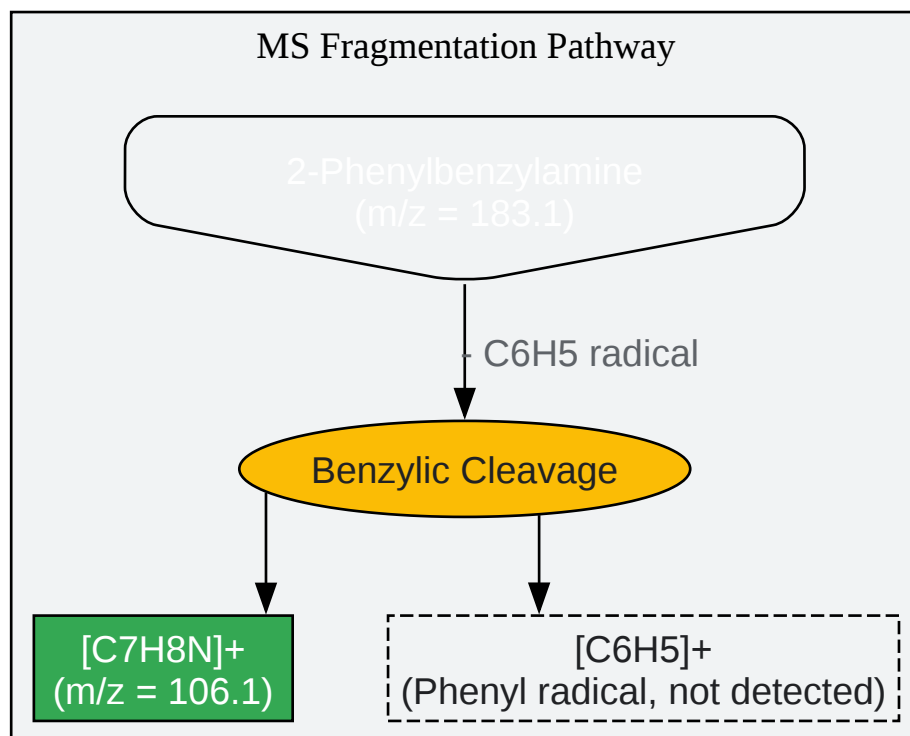 MS Fragmentation Pathway
2-Phenylbenzylamine
(m/z = 183.1)
- C6H5 radical
Benzylic Cleavage
[C7H8N]+
(m/z = 106.1)
[C6H5]+
(Phenyl radical, not detected)